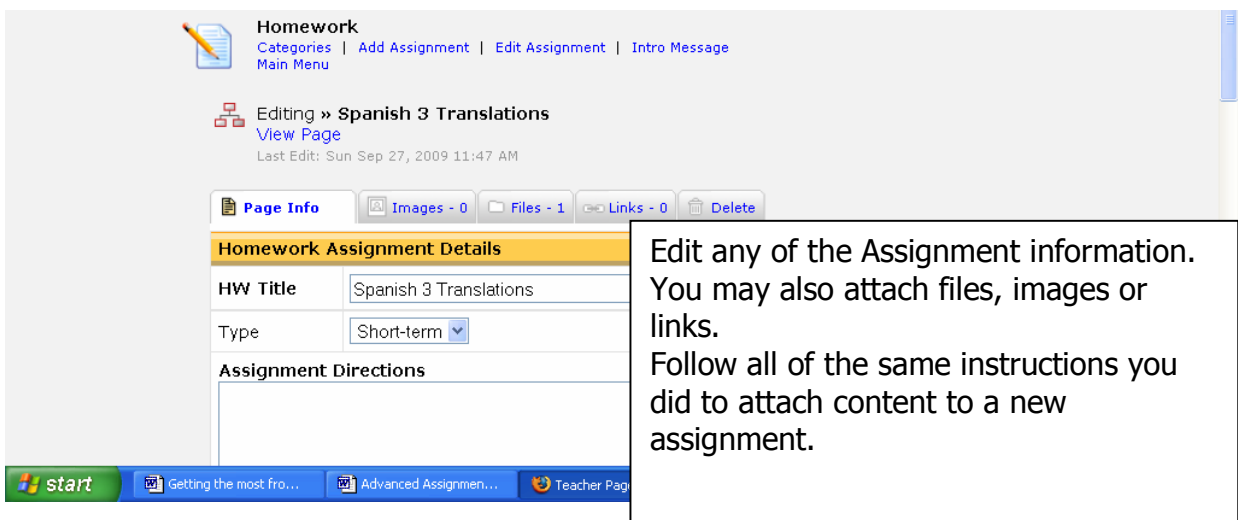 Homework
Categories | Add Assignment | Edit Assignment | Intro Message
Main Menu
Editing » Spanish 3 Translations
View Page
Last Edit: Sun Sep 27, 2009 11:47 AM
Page Info Images - 0 Files - 1 Links - 0 Delete
Homework Assignment Details
HW Title Spanish 3 Translations
Type Short-term
Assignment Directions
Edit any of the Assignment information.
You may also attach files, images or
links.
Follow all of the same instructions you
did to attach content to a new
assignment.
start Getting the most fro... Advanced Assignmen... Teacher Pag